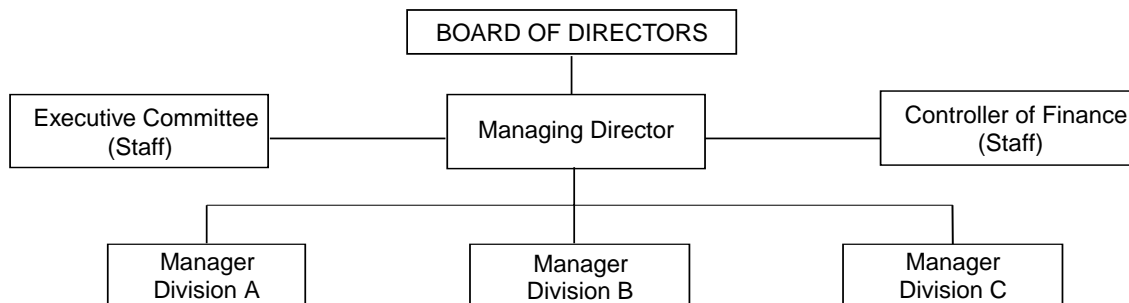 BOARD OF DIRECTORS
Executive Committee
(Staff)
Managing Director
Controller of Finance
(Staff)
Manager
Division A
Manager
Division B
Manager
Division C